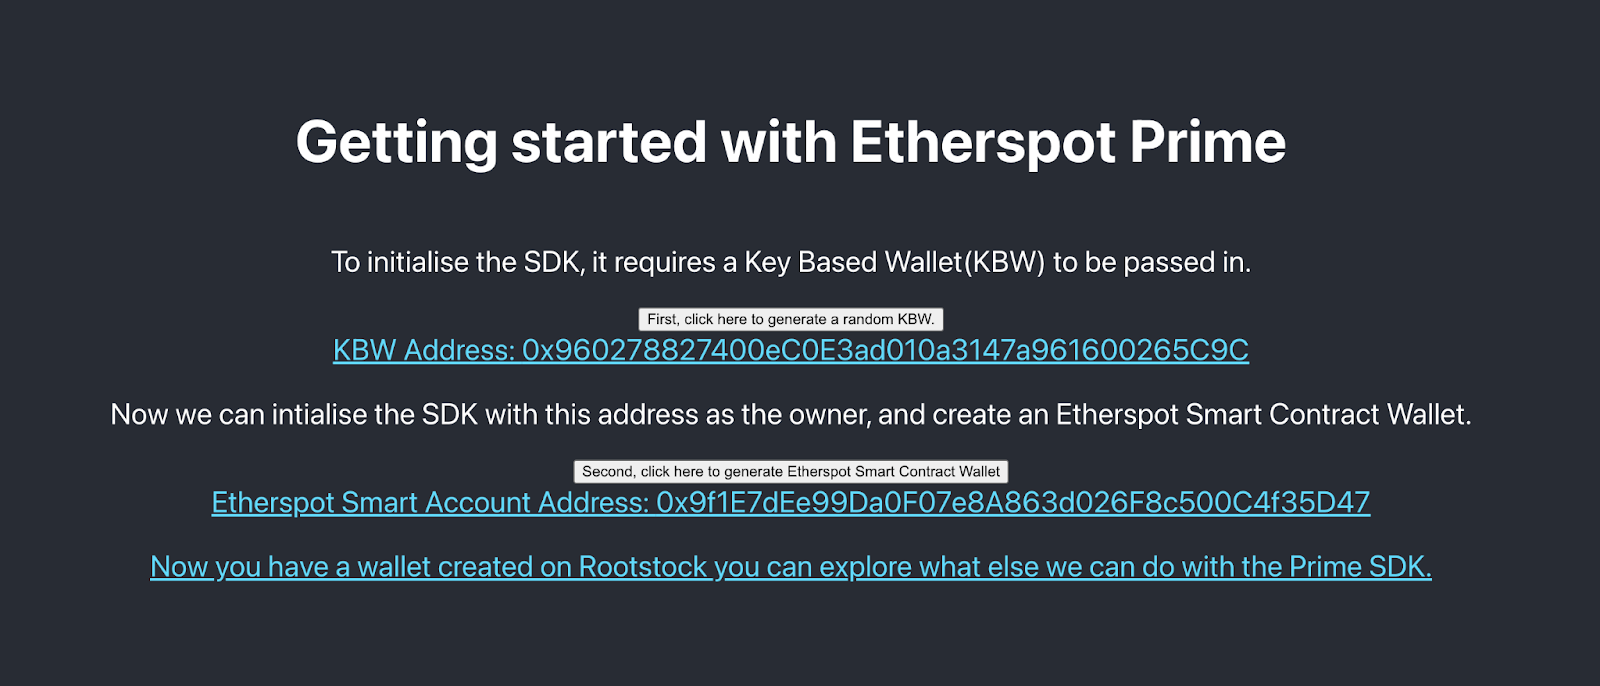 Getting started with Etherspot Prime
To initialise the SDK, it requires a Key Based Wallet(KBW) to be passed in.
First, click here to generate a random KBW.
KBW Address: 0x960278827400eC0E3ad010a3147a961600265C9C
Now we can intialise the SDK with this address as the owner, and create an Etherspot Smart Contract Wallet.
Second, click here to generate Etherspot Smart Contract Wallet
Etherspot Smart Account Address: 0x9f1E7dEe99Da0F07e8A863d026F8c500C4f35D47
Now you have a wallet created on Rootstock you can explore what else we can do with the Prime SDK.